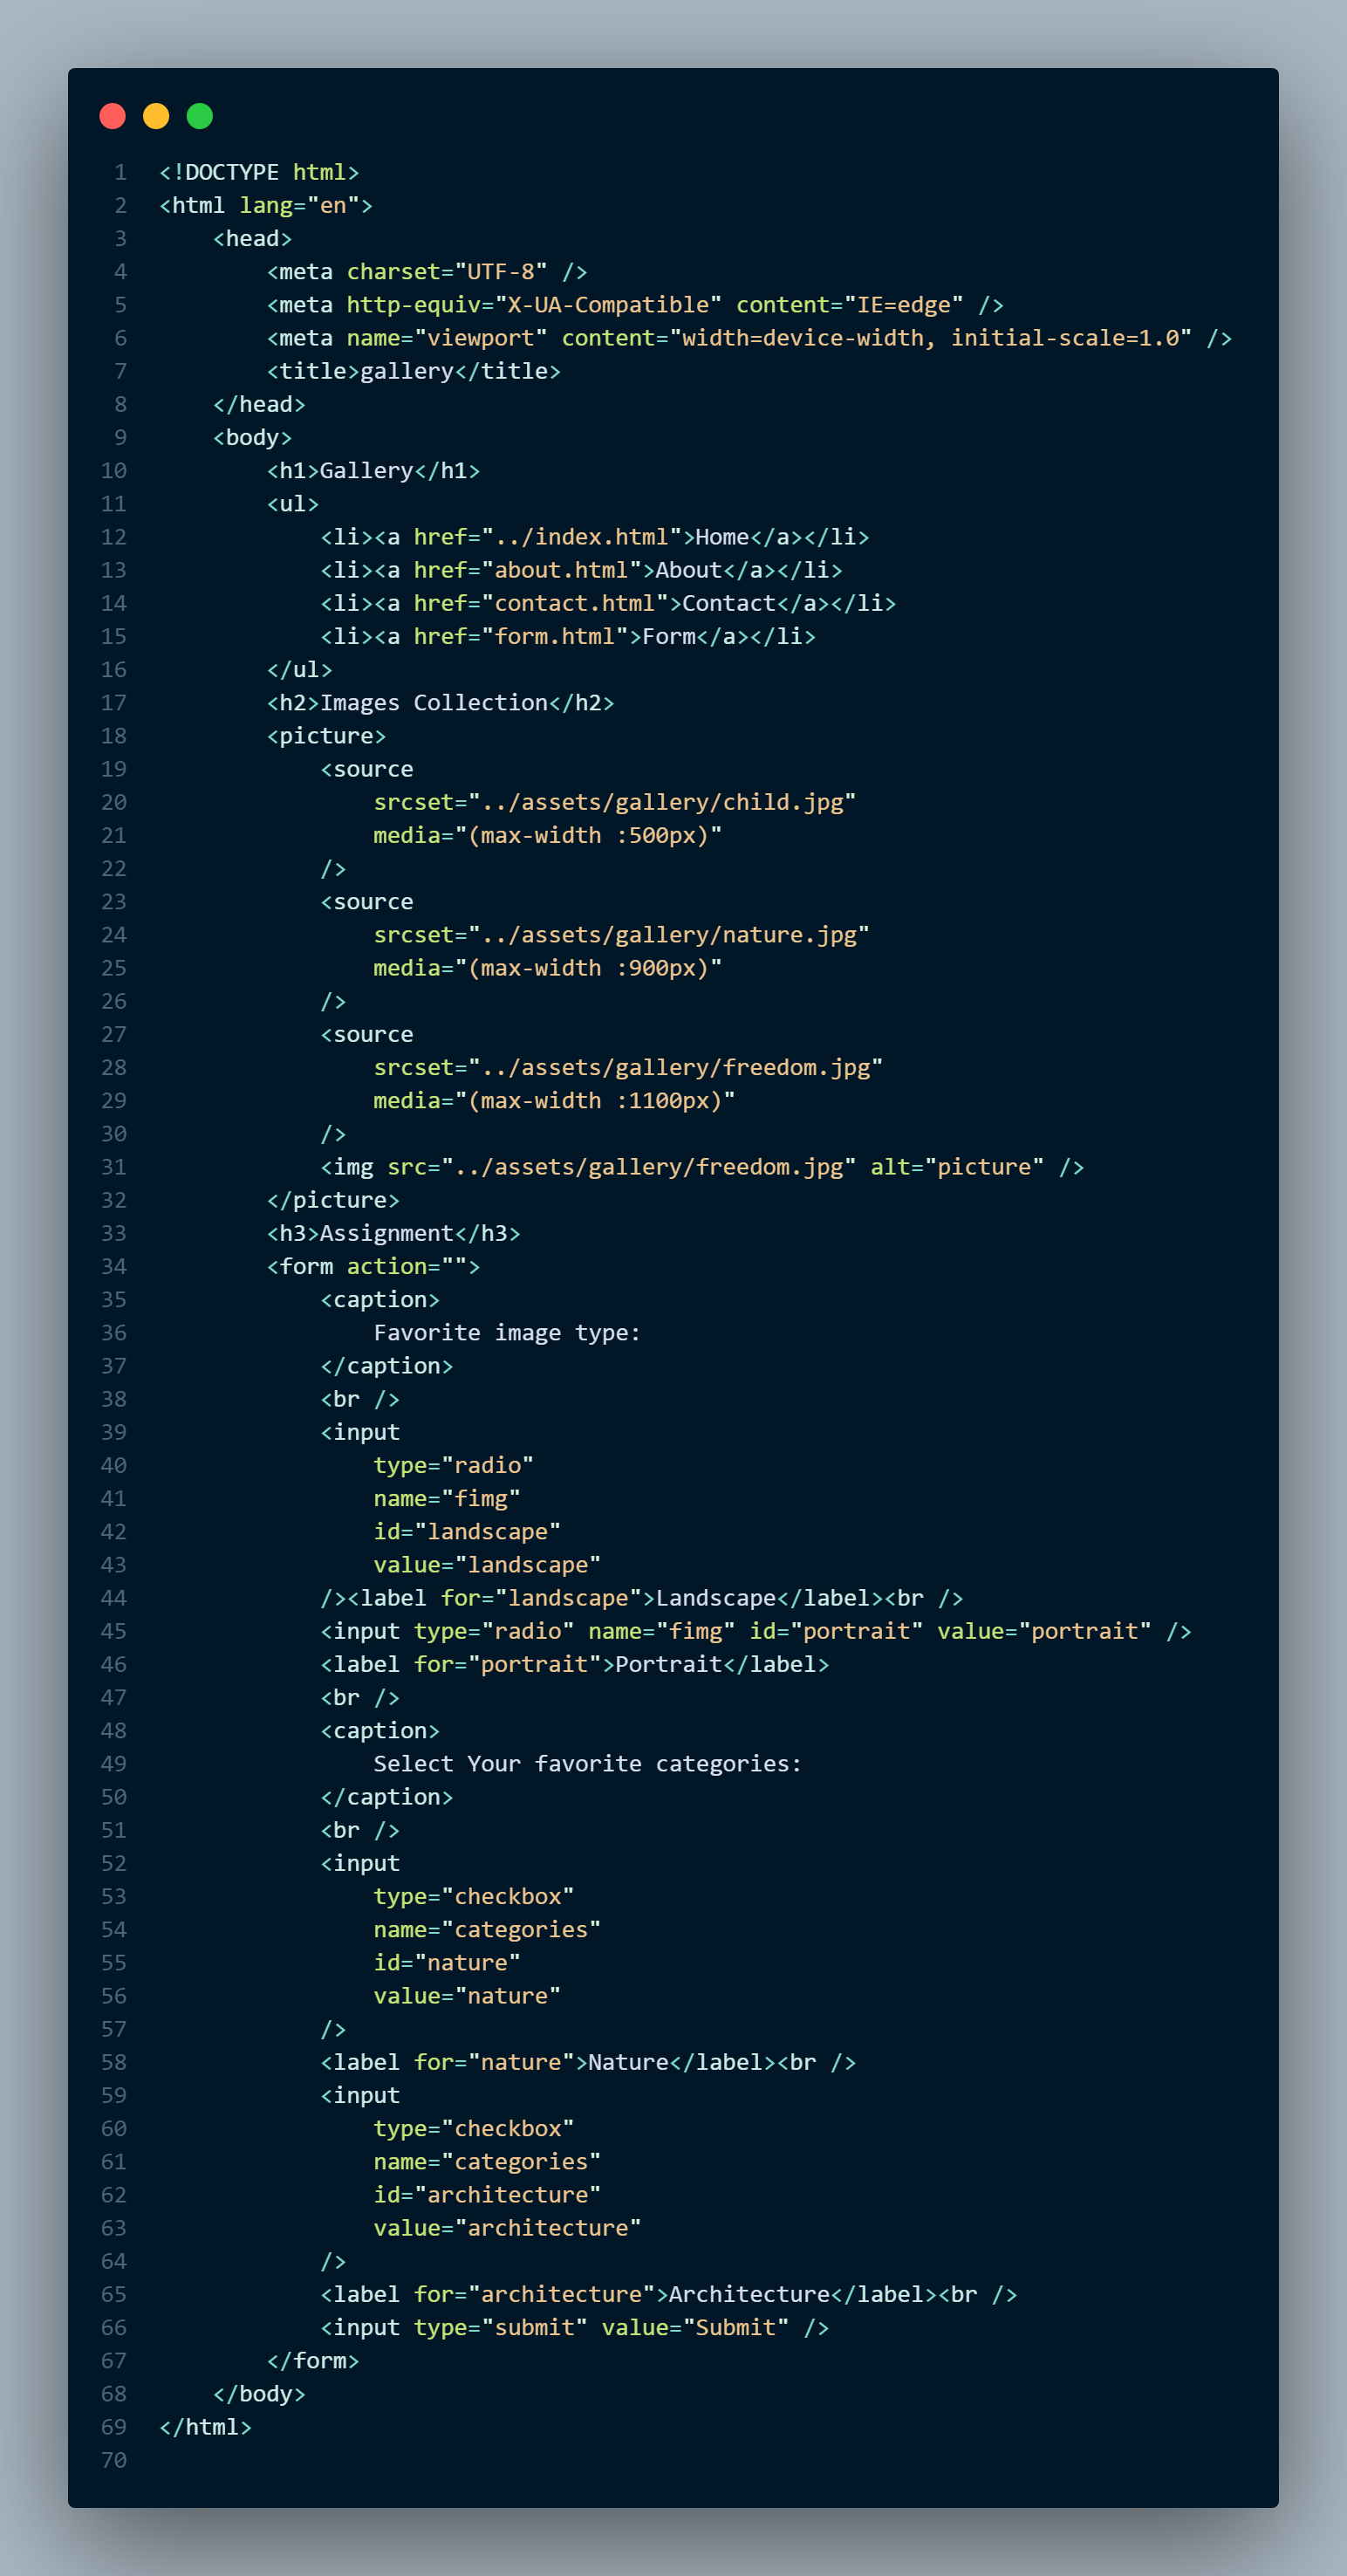 1 <!DOCTYPE html>
2 <html lang="en">
3     <head>
4         <meta charset="UTF-8" />
5         <meta http-equiv="X-UA-Compatible" content="IE=edge" />
6         <meta name="viewport" content="width=device-width, initial-scale=1.0" />
7         <title>gallery</title>
8     </head>
9     <body>
10         <h1>Gallery</h1>
11         <ul>
12             <li><a href="../index.html">Home</a></li>
13             <li><a href="about.html">About</a></li>
14             <li><a href="contact.html">Contact</a></li>
15             <li><a href="form.html">Form</a></li>
16         </ul>
17         <h2>Images Collection</h2>
18         <picture>
19             <source
20                 srcset="../assets/gallery/child.jpg"
21                 media="(max-width :500px)"
22             />
23             <source
24                 srcset="../assets/gallery/nature.jpg"
25                 media="(max-width :900px)"
26             />
27             <source
28                 srcset="../assets/gallery/freedom.jpg"
29                 media="(max-width :1100px)"
30             />
31             <img src="../assets/gallery/freedom.jpg" alt="picture" />
32         </picture>
33         <h3>Assignment</h3>
34         <form action="">
35             <caption>
36                 Favorite image type:
37             </caption>
38             <br />
39             <input
40                 type="radio"
41                 name="fimg"
42                 id="landscape"
43                 value="landscape"
44             /><label for="landscape">Landscape</label><br />
45             <input type="radio" name="fimg" id="portrait" value="portrait" />
46             <label for="portrait">Portrait</label>
47             <br />
48             <caption>
49                 Select Your favorite categories:
50             </caption>
51             <br />
52             <input
53                 type="checkbox"
54                 name="categories"
55                 id="nature"
56                 value="nature"
57             />
58             <label for="nature">Nature</label><br />
59             <input
60                 type="checkbox"
61                 name="categories"
62                 id="architecture"
63                 value="architecture"
64             />
65             <label for="architecture">Architecture</label><br />
66             <input type="submit" value="Submit" />
67         </form>
68     </body>
69 </html>
70